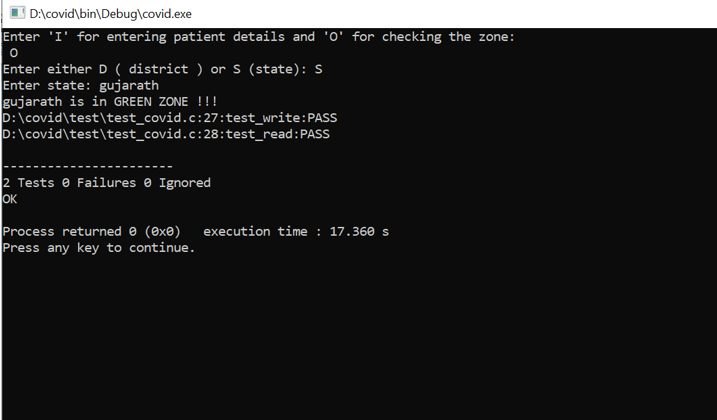 D:\covid\bin\Debug\covid.exe
Enter 'I' for entering patient details and 'O' for checking the zone:
O
Enter either D ( district ) or S (state): S
Enter state: gujarath
gujarath is in GREEN ZONE !!!
D:\covid\test\test_covid.c:27:test_write:PASS
D:\covid\test\test_covid.c:28:test_read:PASS
-----------------------
2 Tests 0 Failures 0 Ignored
OK
Process returned 0 (0x0)   execution time : 17.360 s
Press any key to continue.